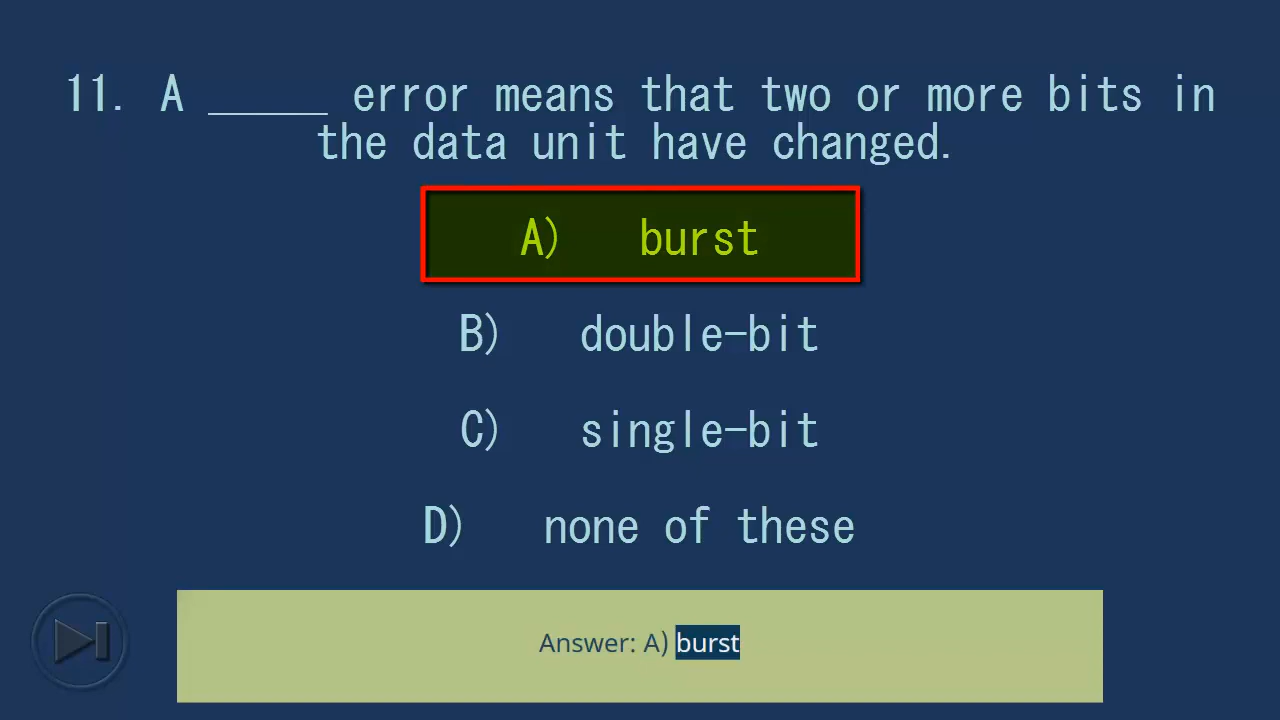 11. A _____ error means that two or more bits in
the data unit have changed.
A) burst
B) double-bit
C) single-bit
D) none of these
Answer: A) burst